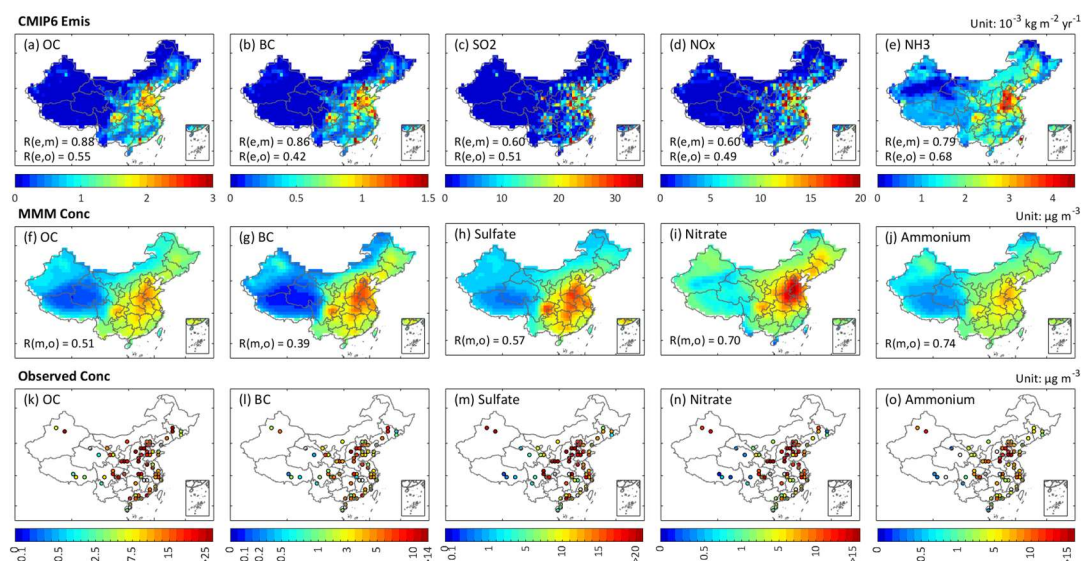 CMIP6 Emis
Unit: 10⁻³ kg m⁻² yr⁻¹
(a) OC
(b) BC
(c) SO2
(d) NOx
(e) NH3
R(e,m) = 0.88
R(e,o) = 0.55
R(e,m) = 0.86
R(e,o) = 0.42
R(e,m) = 0.60
R(e,o) = 0.51
R(e,m) = 0.60
R(e,o) = 0.49
R(e,m) = 0.79
R(e,o) = 0.68
0 1 2 3
0 0.5 1 1.5
0 10 20 30
0 5 10 15 20
0 1 2 3 4
MMM Conc
Unit: µg m⁻³
(f) OC
(g) BC
(h) Sulfate
(i) Nitrate
(j) Ammonium
R(m,o) = 0.51
R(m,o) = 0.39
R(m,o) = 0.57
R(m,o) = 0.70
R(m,o) = 0.74
Observed Conc
Unit: µg m⁻³
(k) OC
(l) BC
(m) Sulfate
(n) Nitrate
(o) Ammonium
0 0.1 0.5 1 2.5 5 7.5 15 >25
0 0.1 0.2 0.5 1 3 5 10 >14
0.1 1 5 10 15 >20
0 0.5 1 5 10 >15
0 0.5 1 5 10 >15